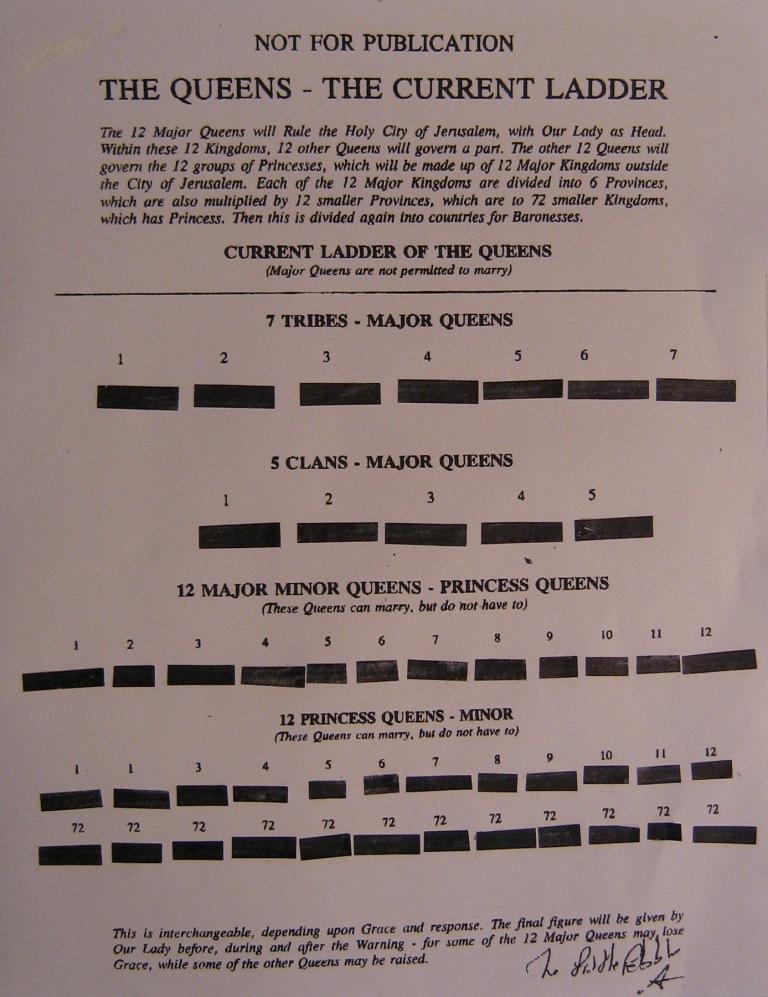 NOT FOR PUBLICATION
THE QUEENS - THE CURRENT LADDER
The 12 Major Queens will Rule the Holy City of Jerusalem, with Our Lady as Head.
Within these 12 Kingdoms, 12 other Queens will govern a part. The other 12 Queens will
govern the 12 groups of Princesses, which will be made up of 12 Major Kingdoms outside
the City of Jerusalem. Each of the 12 Major Kingdoms are divided into 6 Provinces,
which are also multiplied by 12 smaller Provinces, which are to 72 smaller Kingdoms,
which has Princess. Then this is divided again into countries for Baronesses.
CURRENT LADDER OF THE QUEENS
(Major Queens are not permitted to marry)
7 TRIBES - MAJOR QUEENS
1 2 3 4 5 6 7
5 CLANS - MAJOR QUEENS
1 2 3 4 5
12 MAJOR MINOR QUEENS - PRINCESS QUEENS
(These Queens can marry, but do not have to)
1 2 3 4 5 6 7 8 9 10 11 12
12 PRINCESS QUEENS - MINOR
(These Queens can marry, but do not have to)
1 1 3 4 5 6 7 8 9 10 11 12
72 72 72 72 72 72 72 72 72 72 72 72
This is interchangeable, depending upon Grace and response. The final figure will be given by
Our Lady before, during and after the Warning - for some of the 12 Major Queens may lose
Grace, while some of the other Queens may be raised.
The Little Pebble